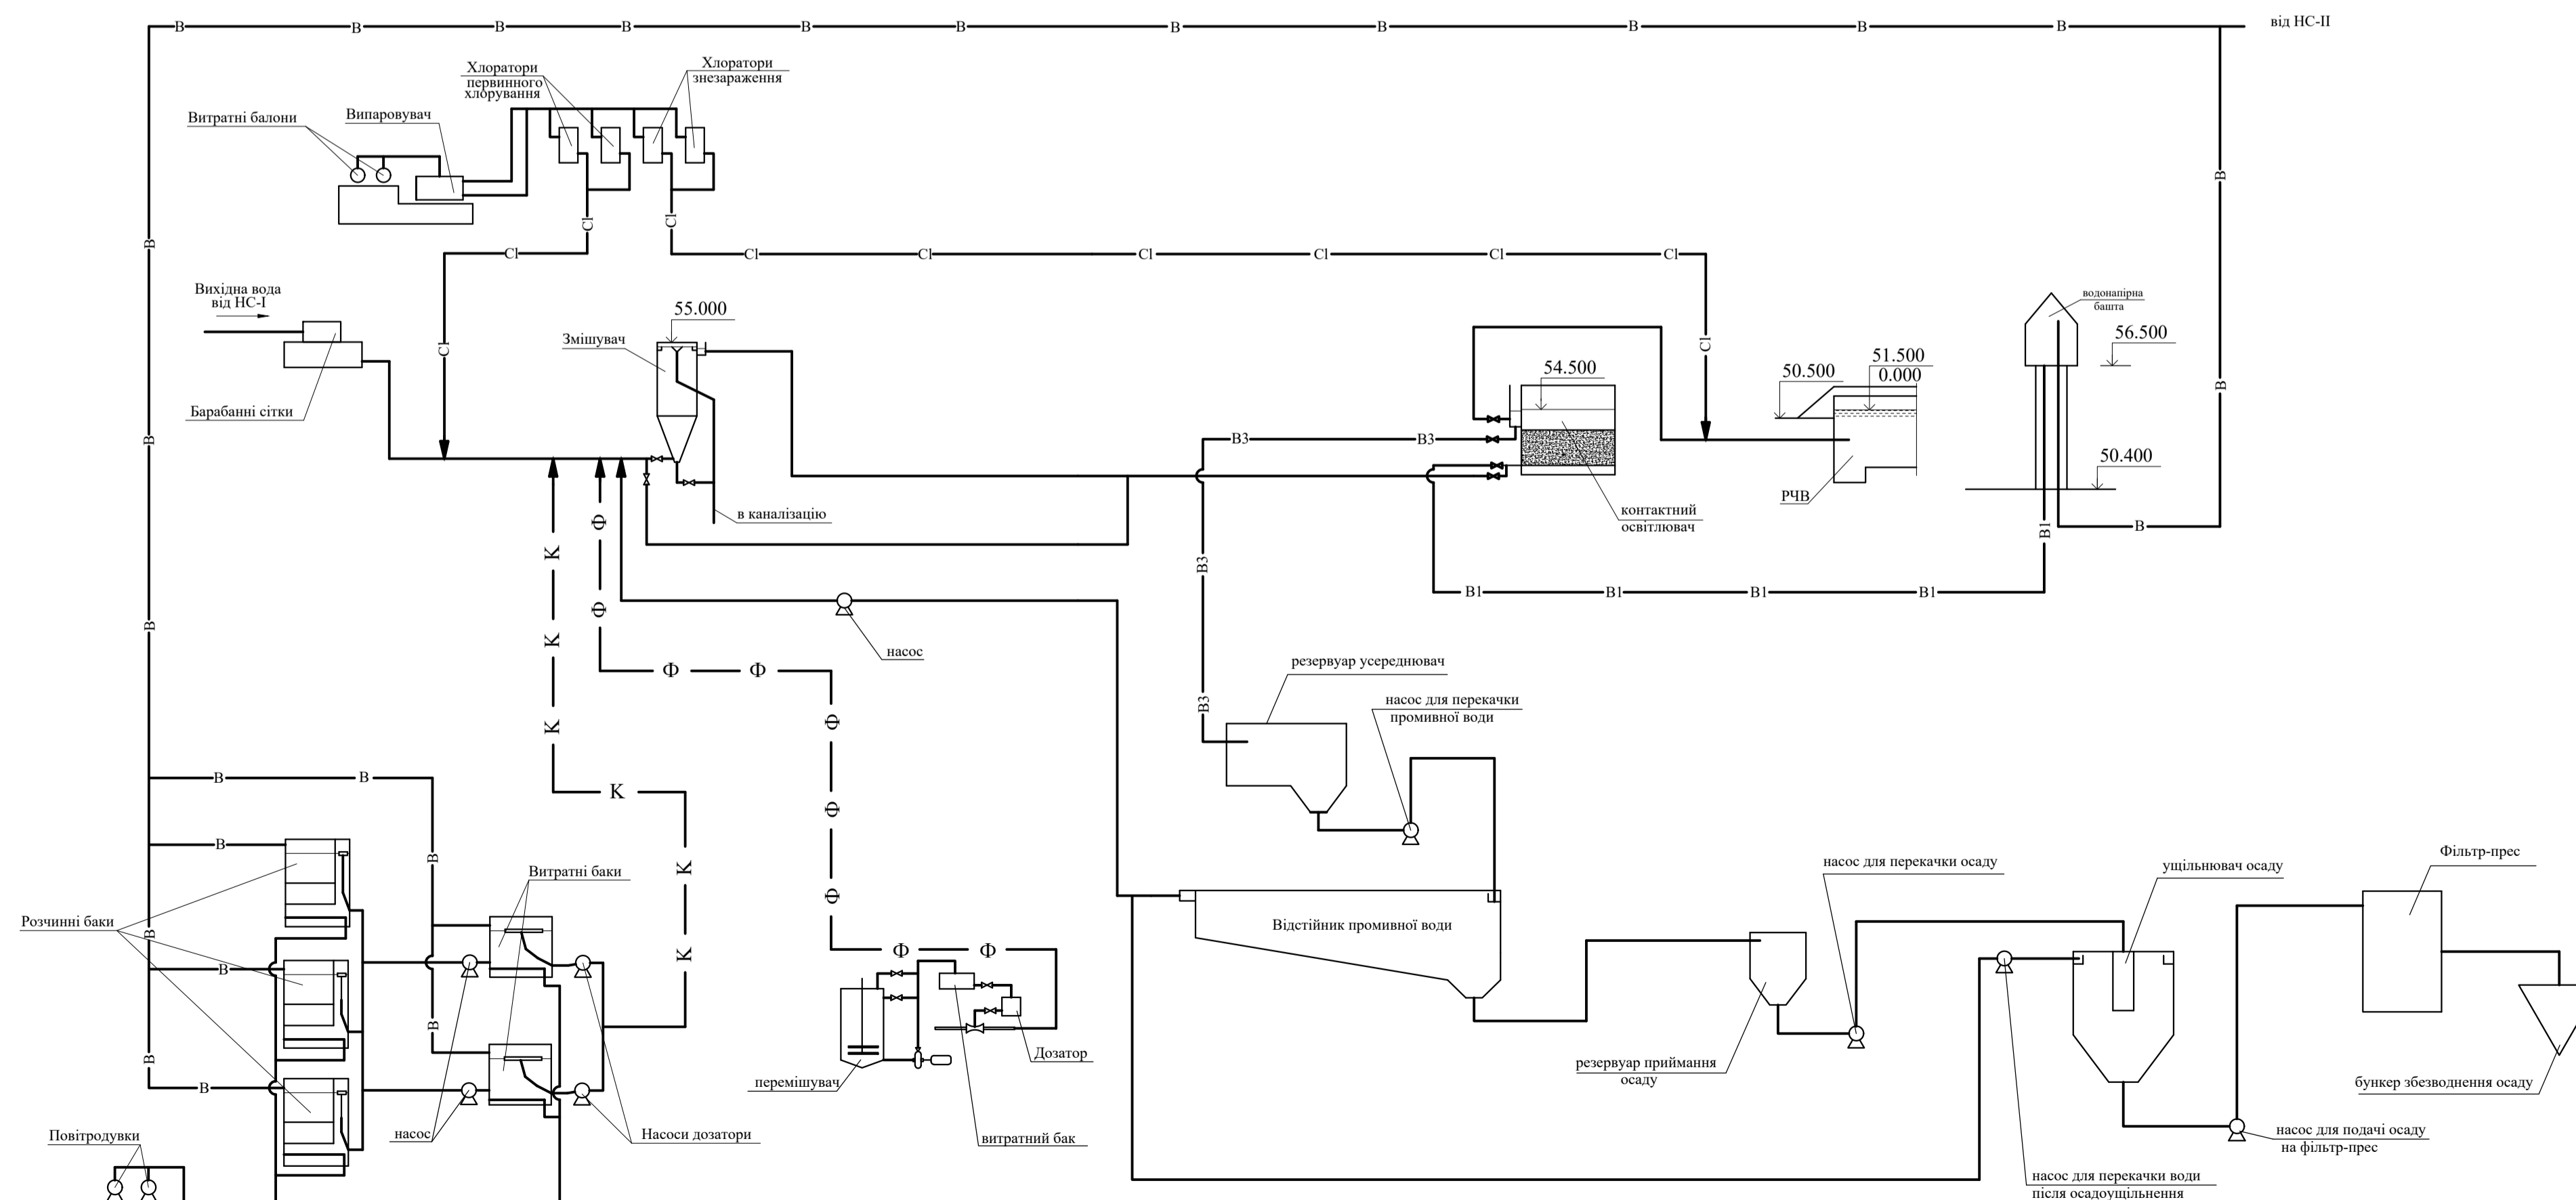 В В В В В В В В В В В
від НС-ІІ
Хлоратори
первинного
хлорування
Хлоратори
знезараження
Витратні балони
Випаровувач
В
В
Cl
Cl
Cl Cl Cl Cl Cl Cl Cl
Вихідна вода
від НС-І
Cl
Cl
Змішувач
55.000
водонапірна
башта
56.500
В
Барабанні сітки
54.500
50.500
51.500
0.000
В
В3 В3
50.400
РЧВ
в каналізацію
контактний
освітлювач
В1
В
К
К
К
Ф
Ф
В3
В
В1 В1 В1 В1
насос
Ф Ф
резервуар усереднювач
насос для перекачки
промивної води
В3
Ф
Ф
Ф
В В
К
В
В
К
К
Витратні баки
насос для перекачки осаду
ущільнювач осаду
Фільтр-прес
Розчинні баки
В
Відстійник промивної води
Ф Ф
В
В
В
В
Дозатор
перемішувач
резервуар приймання
осаду
бункер збезводнення осаду
Повітродувки
насос
Насоси дозатори
витратний бак
насос для подачі осаду
на фільтр-прес
насос для перекачки води
після осадоущільнення